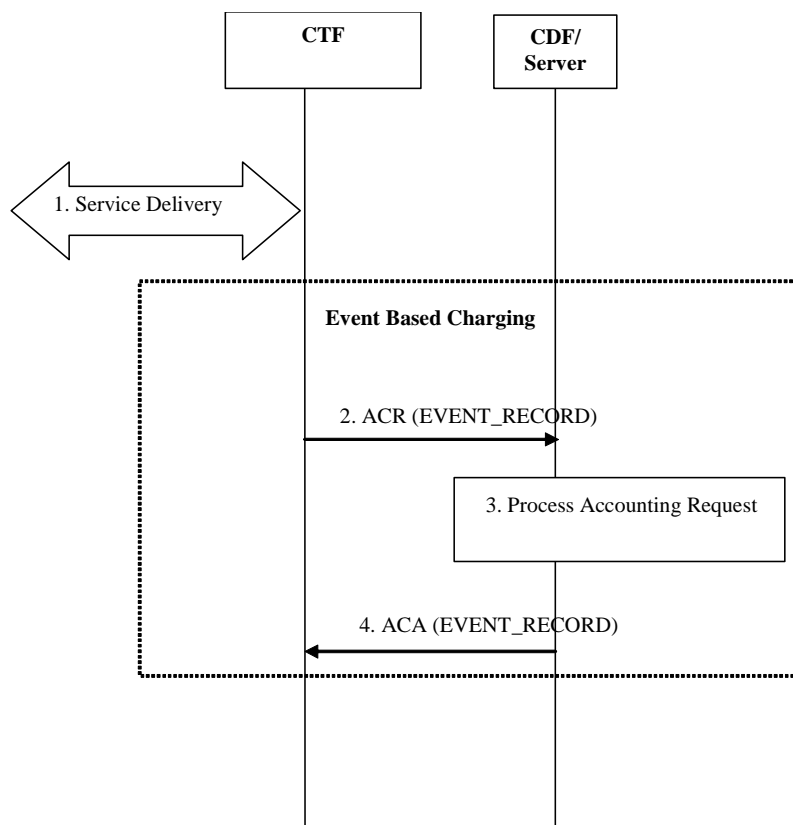 CTF
CDF/
Server
1. Service Delivery
Event Based Charging
2. ACR (EVENT_RECORD)
3. Process Accounting Request
4. ACA (EVENT_RECORD)